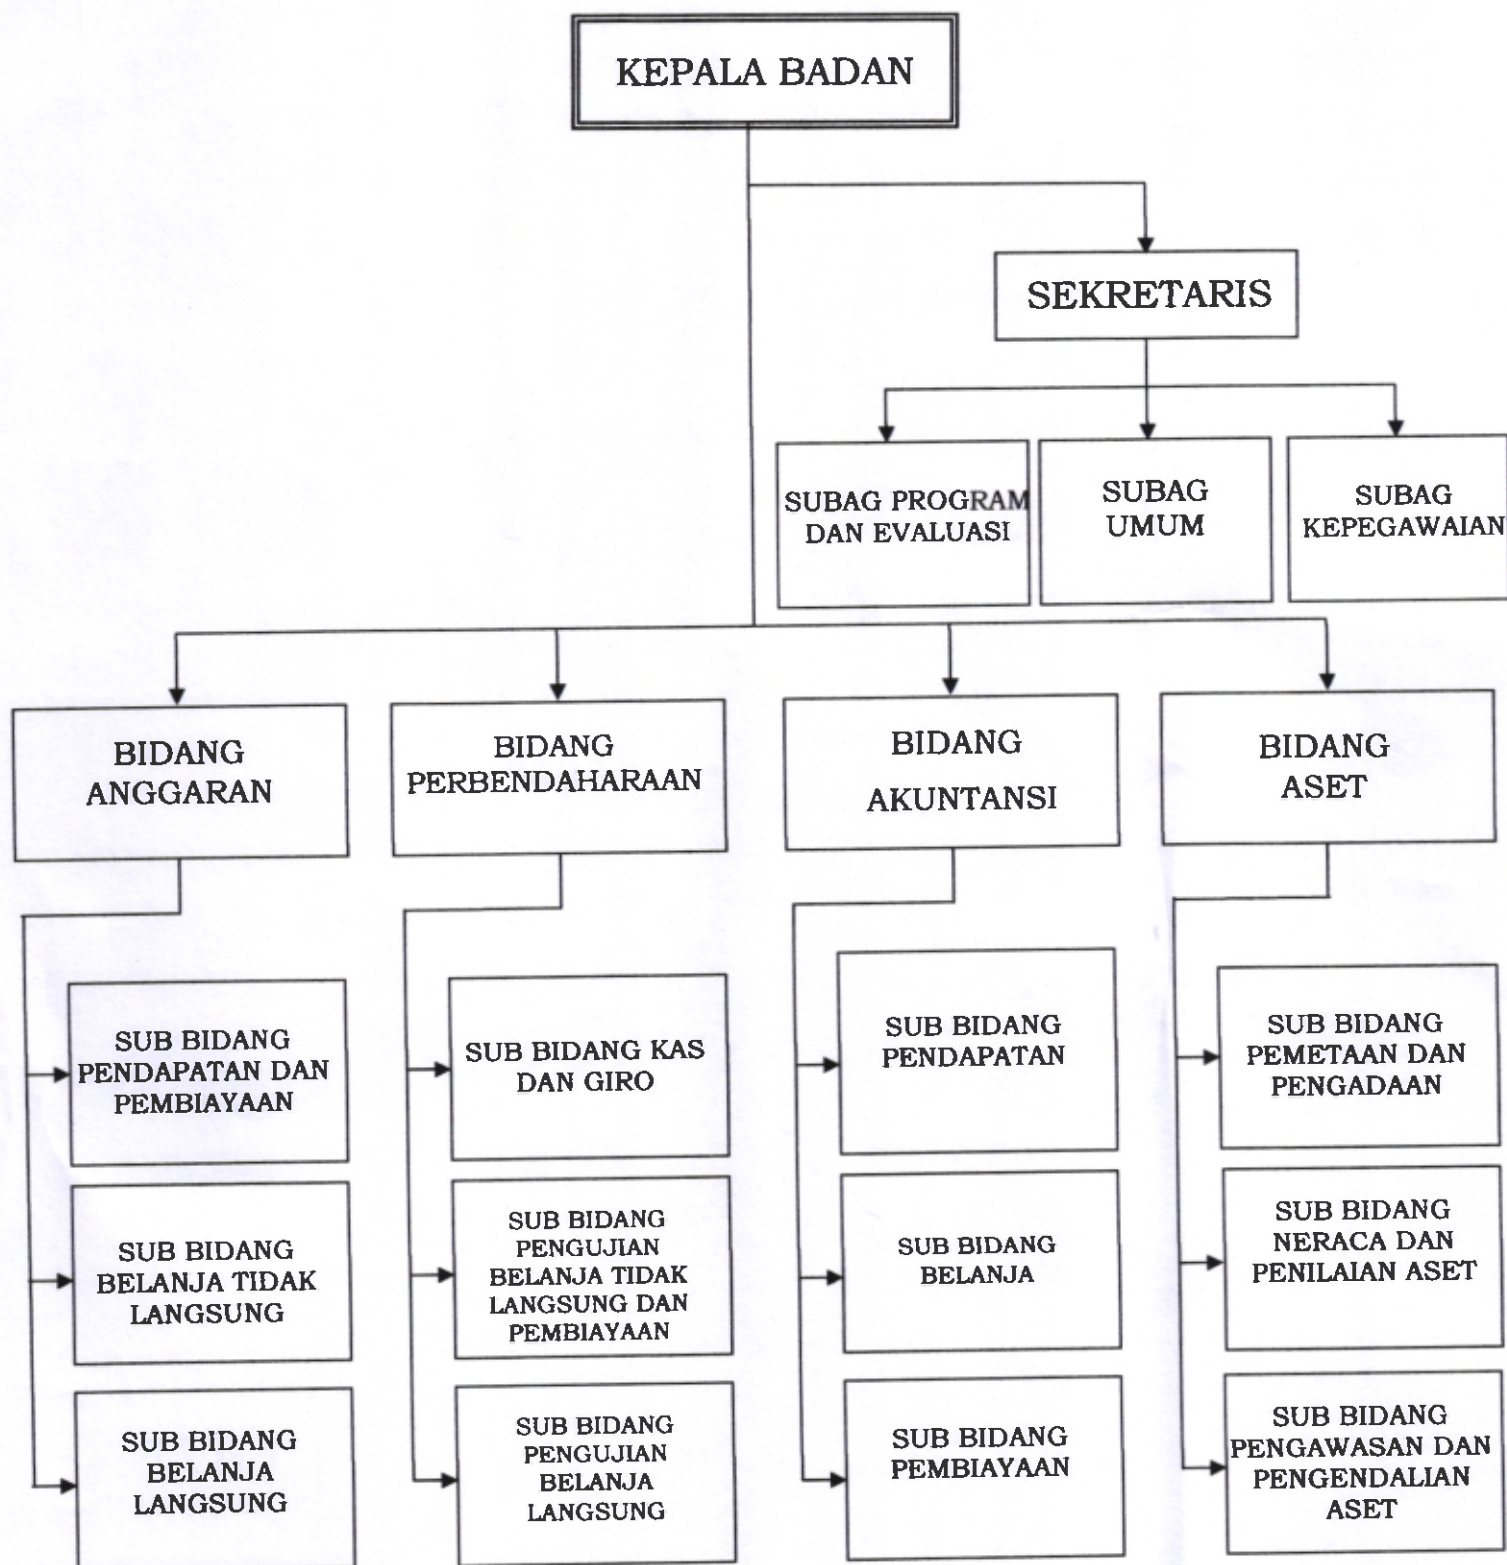 KEPALA BADAN
SEKRETARIS
SUBAG PROGRAM
DAN EVALUASI
SUBAG
UMUM
SUBAG
KEPEGAWAIAN
BIDANG
ANGGARAN
BIDANG
PERBENDAHARAAN
BIDANG
AKUNTANSI
BIDANG
ASET
SUB BIDANG
PENDAPATAN DAN
PEMBIAYAAN
SUB BIDANG KAS
DAN GIRO
SUB BIDANG
PENDAPATAN
SUB BIDANG
PEMETAAN DAN
PENGADAAN
SUB BIDANG
BELANJA TIDAK
LANGSUNG
SUB BIDANG
PENGUJIAN
BELANJA TIDAK
LANGSUNG DAN
PEMBIAYAAN
SUB BIDANG
BELANJA
SUB BIDANG
NERACA DAN
PENILAIAN ASET
SUB BIDANG
BELANJA
LANGSUNG
SUB BIDANG
PENGUJIAN
BELANJA
LANGSUNG
SUB BIDANG
PEMBIAYAAN
SUB BIDANG
PENGAWASAN DAN
PENGENDALIAN
ASET